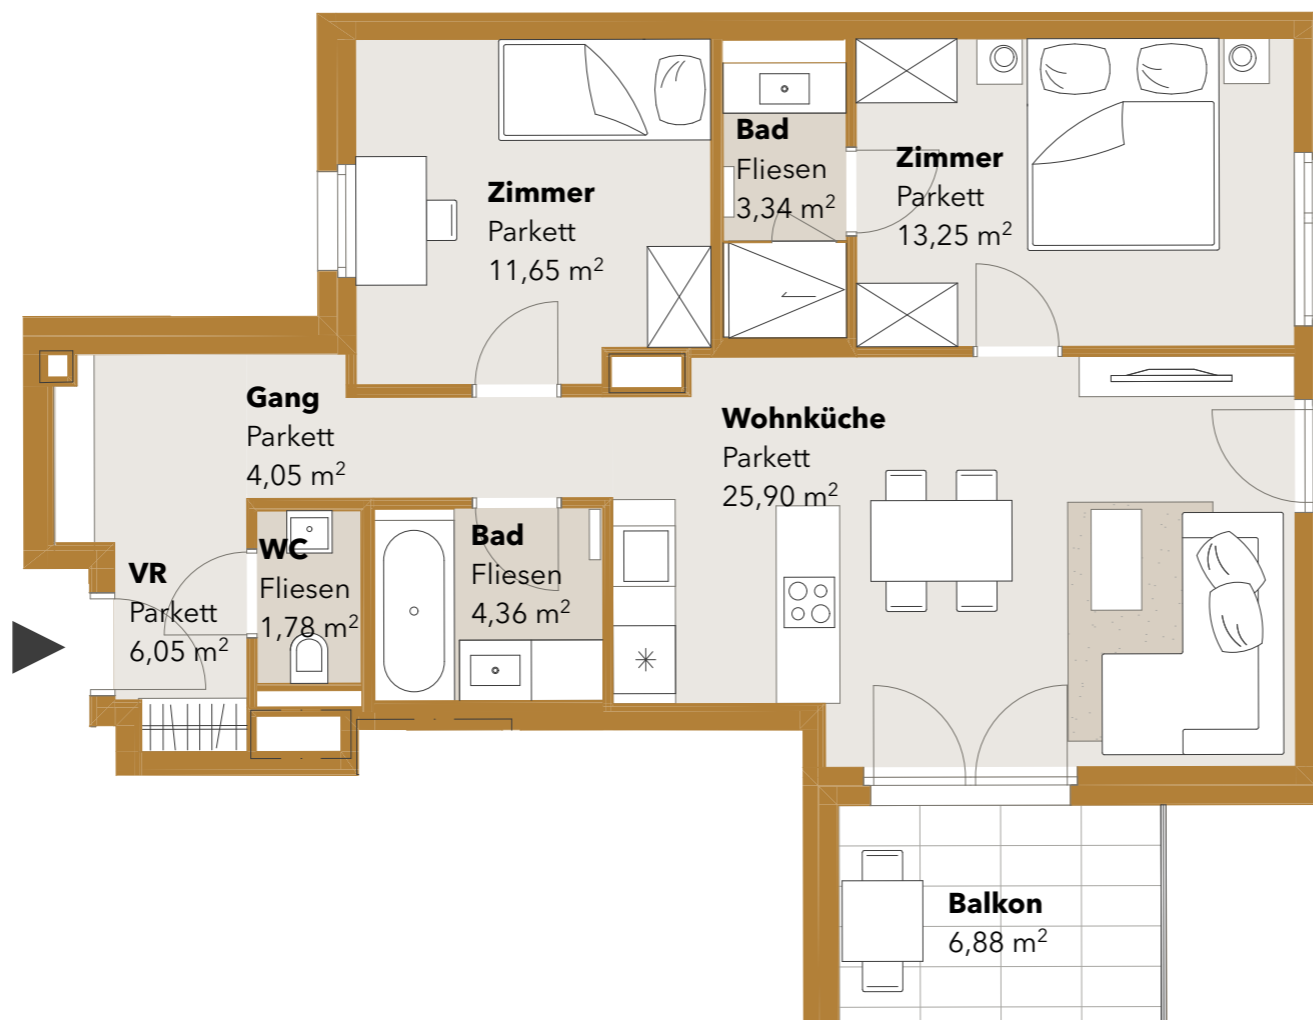 Bad
Fliesen
3,34 m²
Zimmer
Parkett
13,25 m²
Zimmer
Parkett
11,65 m²
Gang
Parkett
4,05 m²
Wohnküche
Parkett
25,90 m²
VR
Parkett
6,05 m²
WC
Fliesen
1,78 m²
Bad
Fliesen
4,36 m²
Balkon
6,88 m²